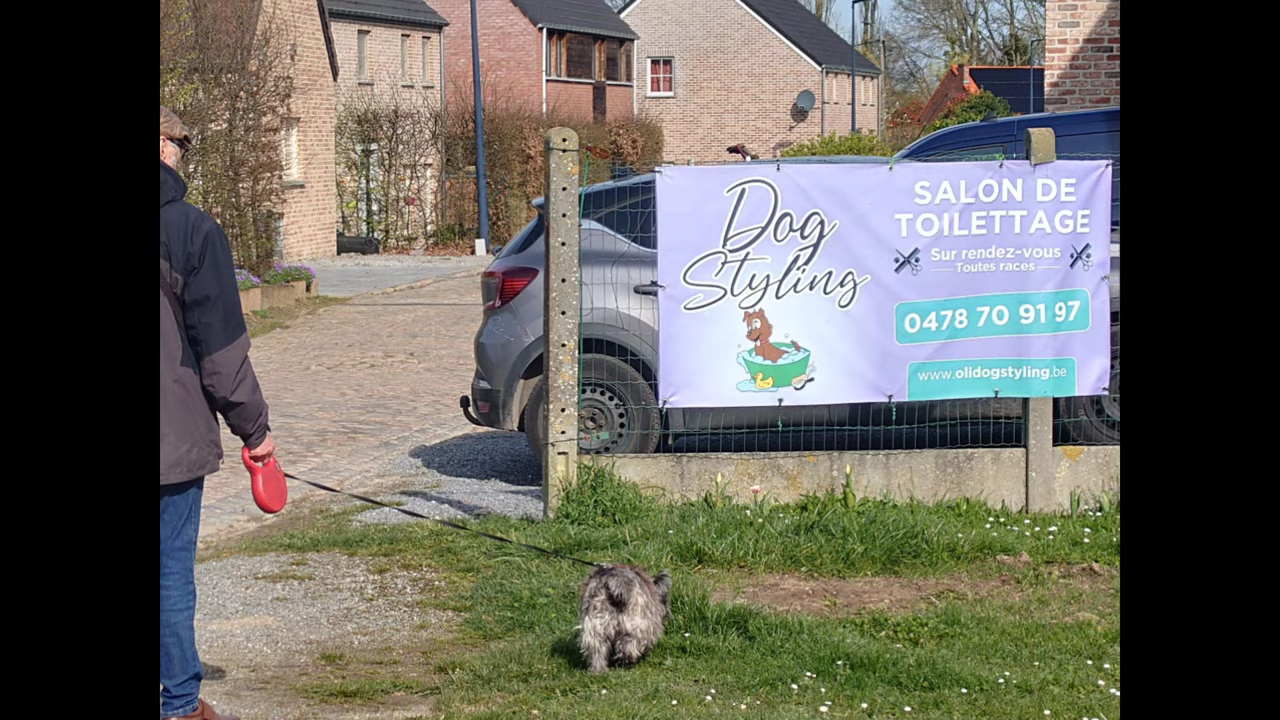 Dog
Styling
SALON DE
TOILETTAGE
Sur rendez-vous
Toutes races
0478 70 91 97
www.olidogstyling.be